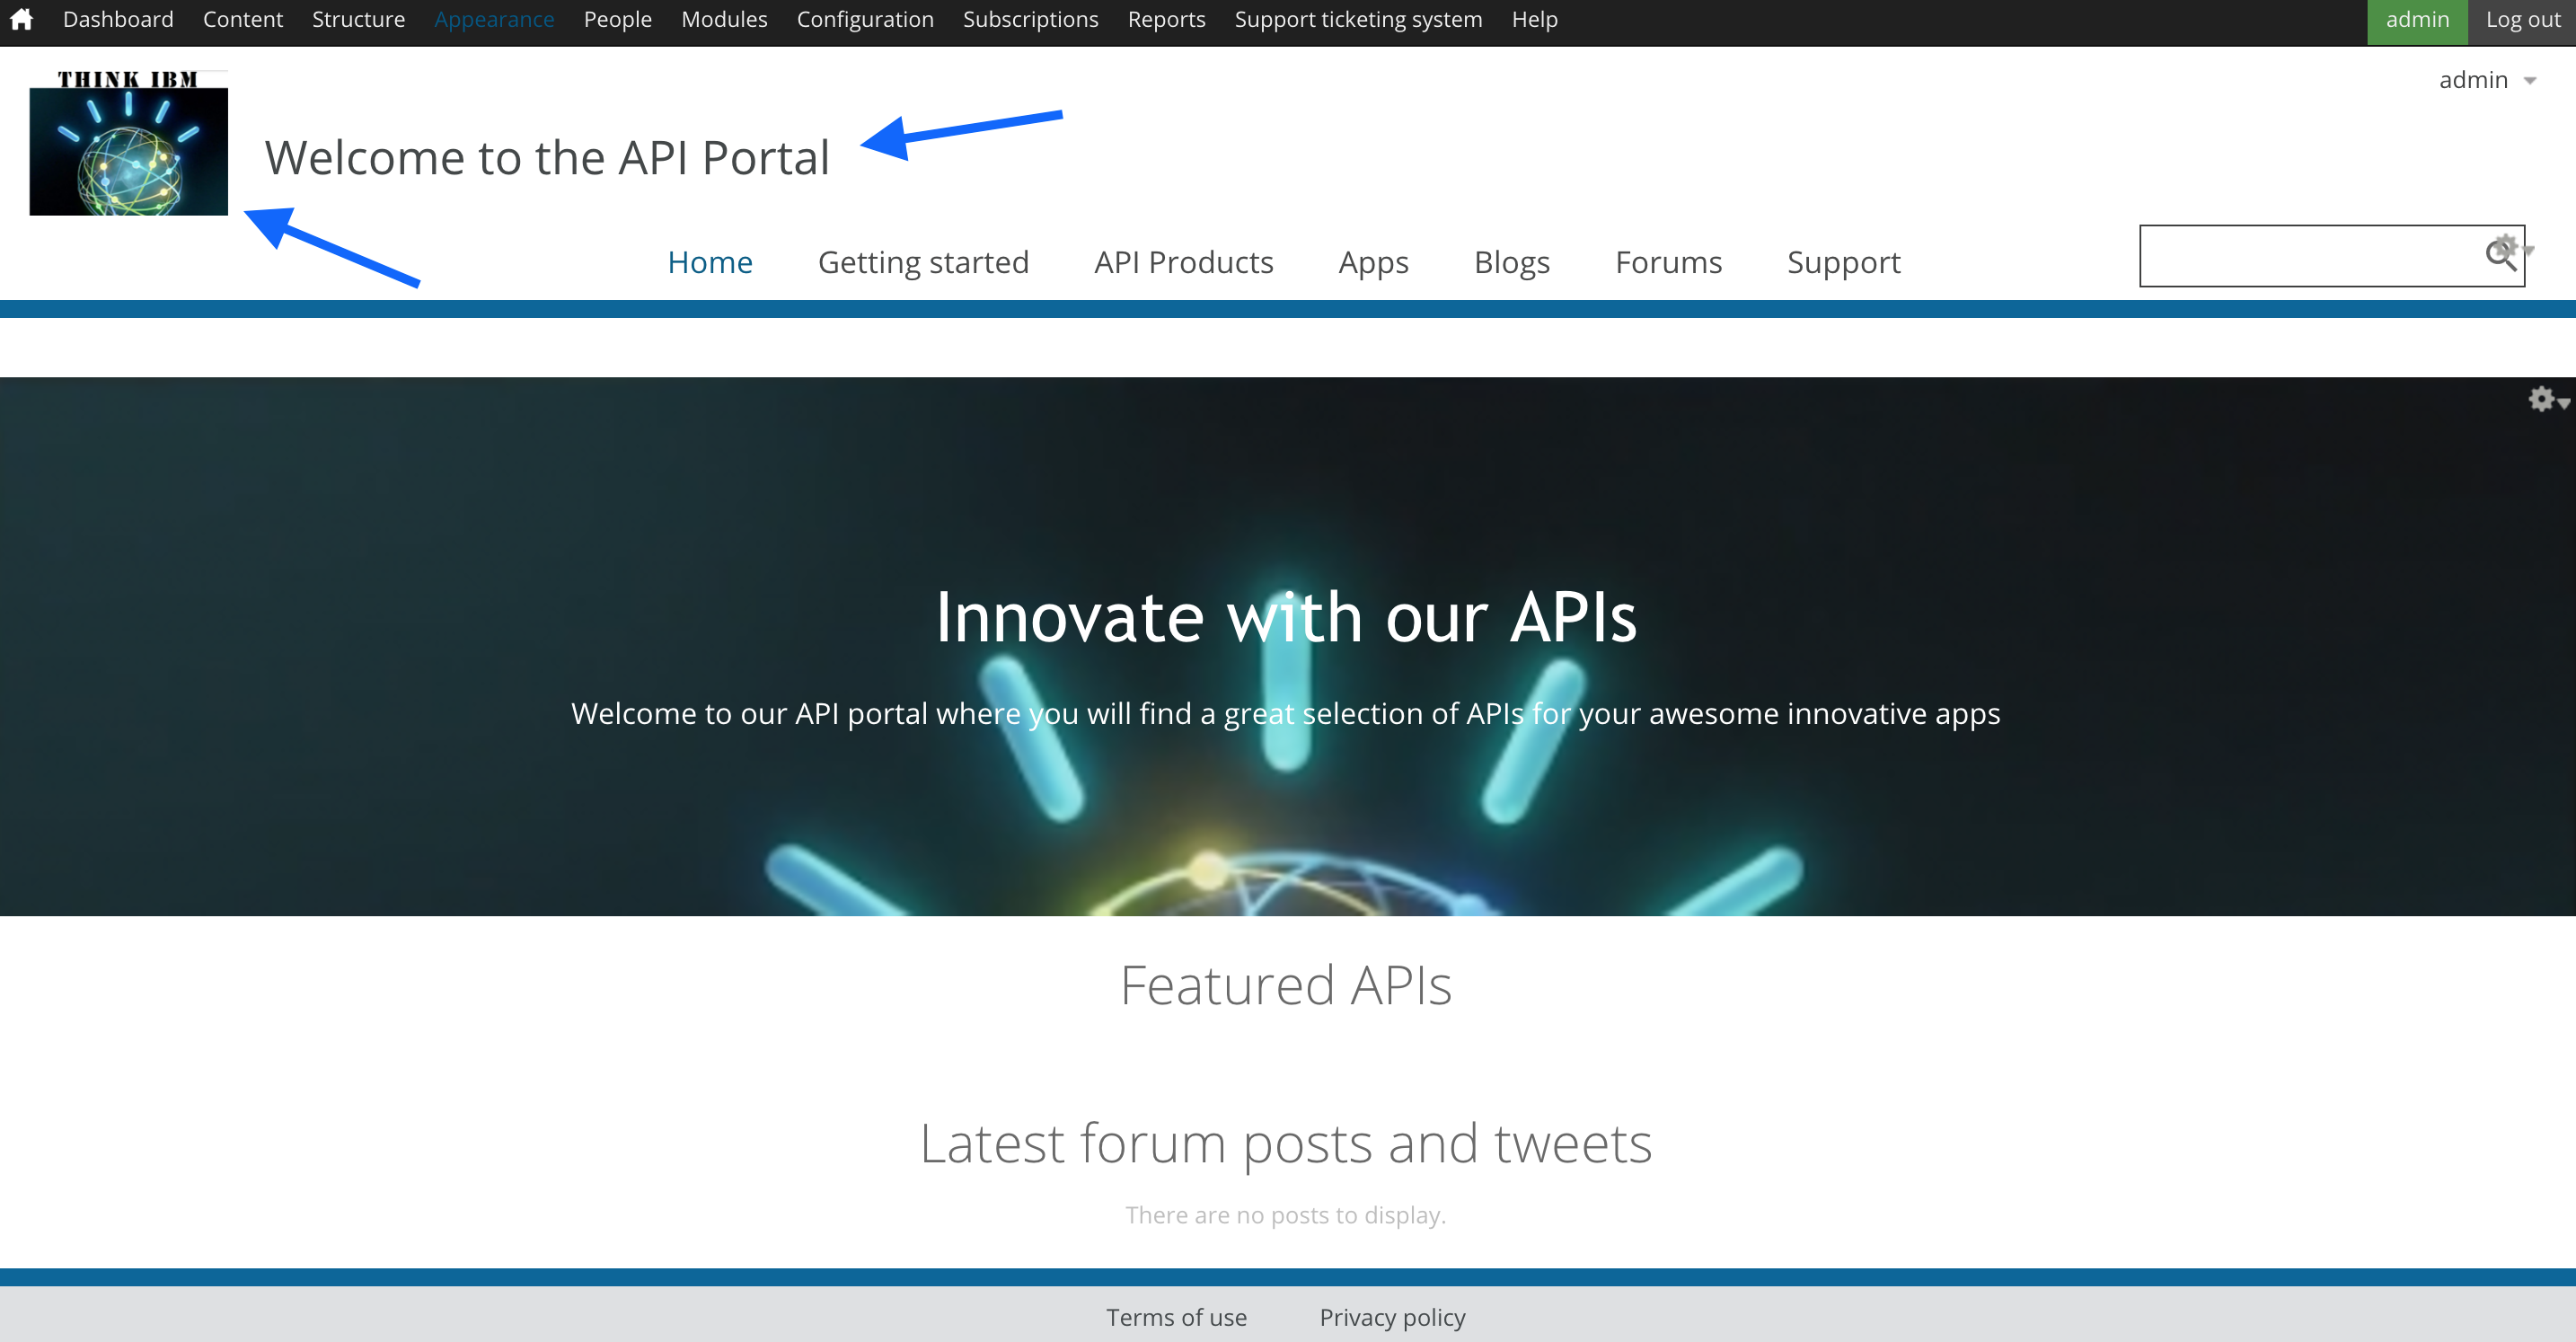 Dashboard Content Structure Appearance People Modules Configuration Subscriptions Reports Support ticketing system Help admin Log out
THINK IBM
admin
Welcome to the API Portal
Home Getting started API Products Apps Blogs Forums Support
Innovate with our APIs
Welcome to our API portal where you will find a great selection of APIs for your awesome innovative apps
Featured APIs
Latest forum posts and tweets
There are no posts to display.
Terms of use Privacy policy